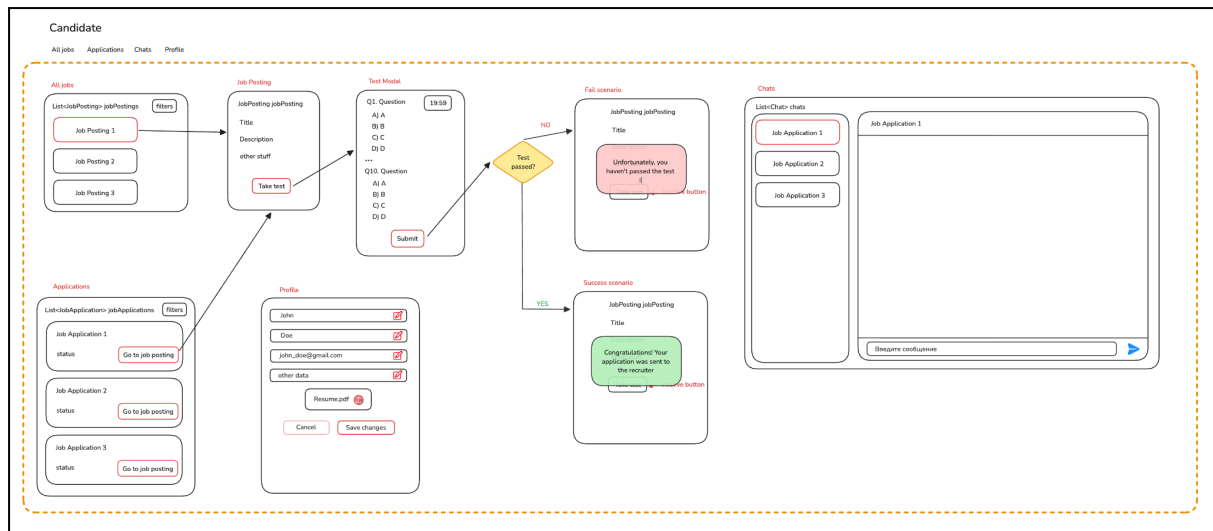 Candidate
All jobs Applications Chats Profile
All jobs
List<JobPosting> jobPostings filters
Job Posting 1
Job Posting 2
Job Posting 3
Job Posting
JobPosting jobPosting
Title
Description
other stuff
Take test
Test Modal
Q1. Question 19:59
A) A
B) B
C) C
D) D
•••
Q10. Question
A) A
B) B
C) C
D) D
Submit
Test
passed?
NO
YES
Fail scenario
JobPosting jobPosting
Title
Unfortunately, you
haven't passed the test
:(
button
Success scenario
JobPosting jobPosting
Title
Congratulations! Your
application was sent to
the recruiter
button
Chats
List<Chat> chats
Job Application 1
Job Application 2
Job Application 3
Job Application 1
Введите сообщение
Applications
List<JobApplication> jobApplications filters
Job Application 1
status Go to job posting
Job Application 2
status Go to job posting
Job Application 3
status Go to job posting
Profile
John
Doe
john_doe@gmail.com
other data
Resume.pdf
Cancel Save changes